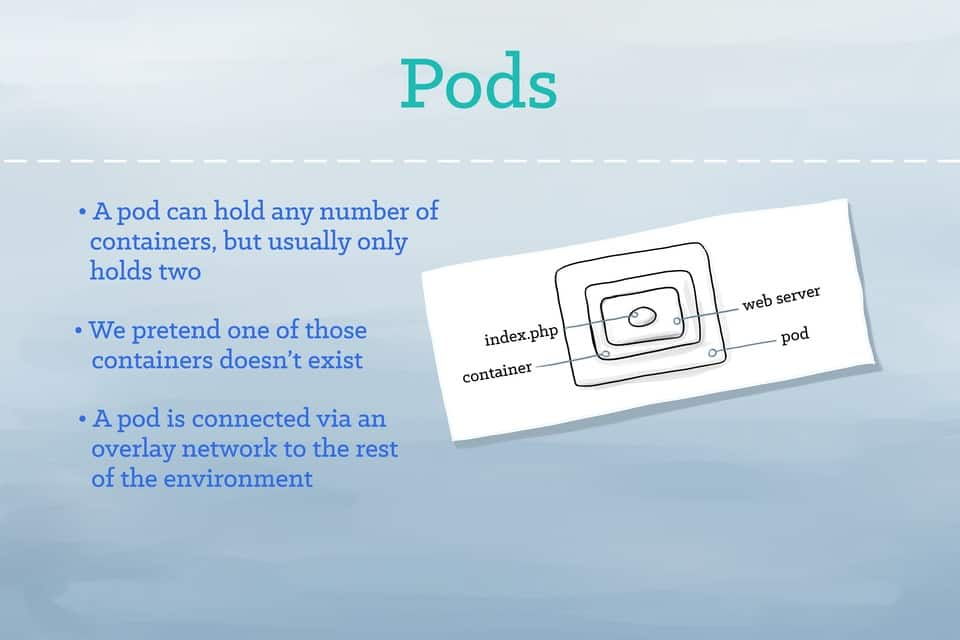 Pods
• A pod can hold any number of
containers, but usually only
holds two
• We pretend one of those
containers doesn’t exist
• A pod is connected via an
overlay network to the rest
of the environment
index.php
container
web server
pod